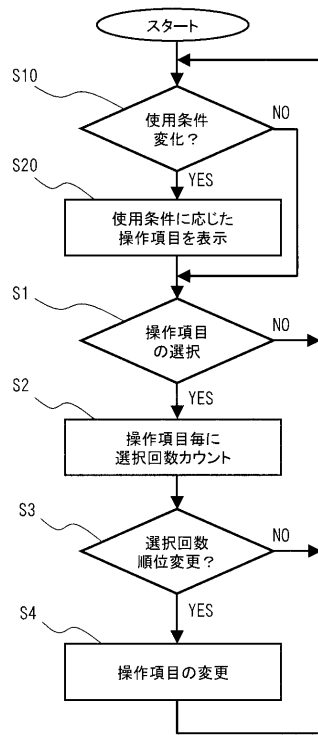 スタート
S10
使用条件
変化？
NO
YES
S20
使用条件に応じた
操作項目を表示
S1
操作項目
の選択
NO
YES
S2
操作項目毎に
選択回数カウント
S3
選択回数
順位変更？
NO
YES
S4
操作項目の変更